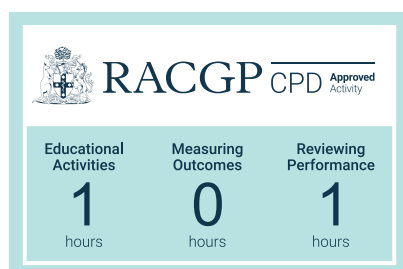 RACGP CPD Approved Activity
Educational Activities
1
hours
Measuring Outcomes
0
hours
Reviewing Performance
1
hours